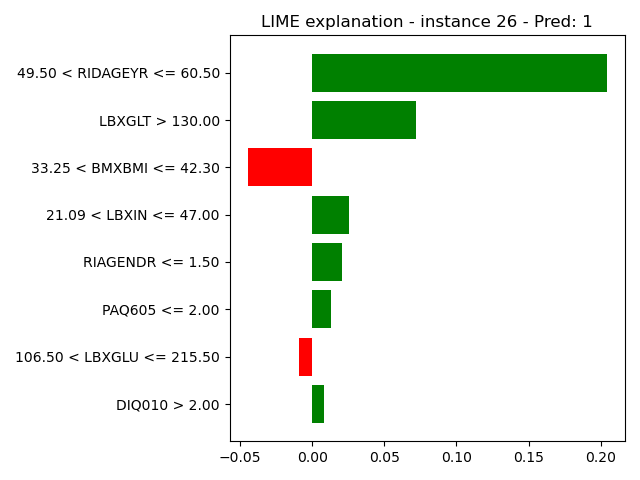 LIME explanation - instance 26 - Pred: 1
49.50 < RIDAGEYR <= 60.50
LBXGLT > 130.00
33.25 < BMXBMI <= 42.30
21.09 < LBXIN <= 47.00
RIAGENDR <= 1.50
PAQ605 <= 2.00
106.50 < LBXGLU <= 215.50
DIQ010 > 2.00
−0.05 0.00 0.05 0.10 0.15 0.20